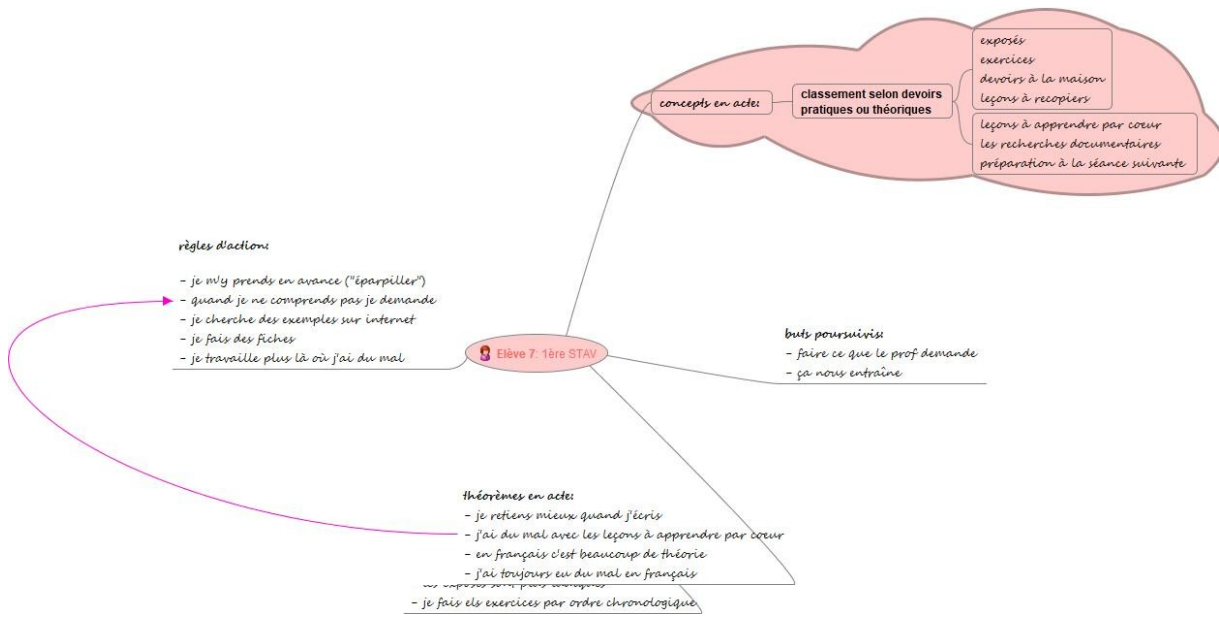 concepts en acte:
classement selon devoirs
pratiques ou théoriques
exposés
exercices
devoirs à la maison
leçons à recopiers
leçons à apprendre par coeur
les recherches documentaires
préparation à la séance suivante
règles d'action:
- je m'y prends en avance ("éparpiller")
- quand je ne comprends pas je demande
- je cherche des exemples sur internet
- je fais des fiches
- je travaille plus là où j'ai du mal
Elève 7: 1ère STAV
buts poursuivis:
- faire ce que le prof demande
- ça nous entraîne
théorèmes en acte:
- je retiens mieux quand j'écris
- j'ai du mal avec les leçons à apprendre par coeur
- en français c'est beaucoup de théorie
- j'ai toujours eu du mal en français
- je fais els exercices par ordre chronologique